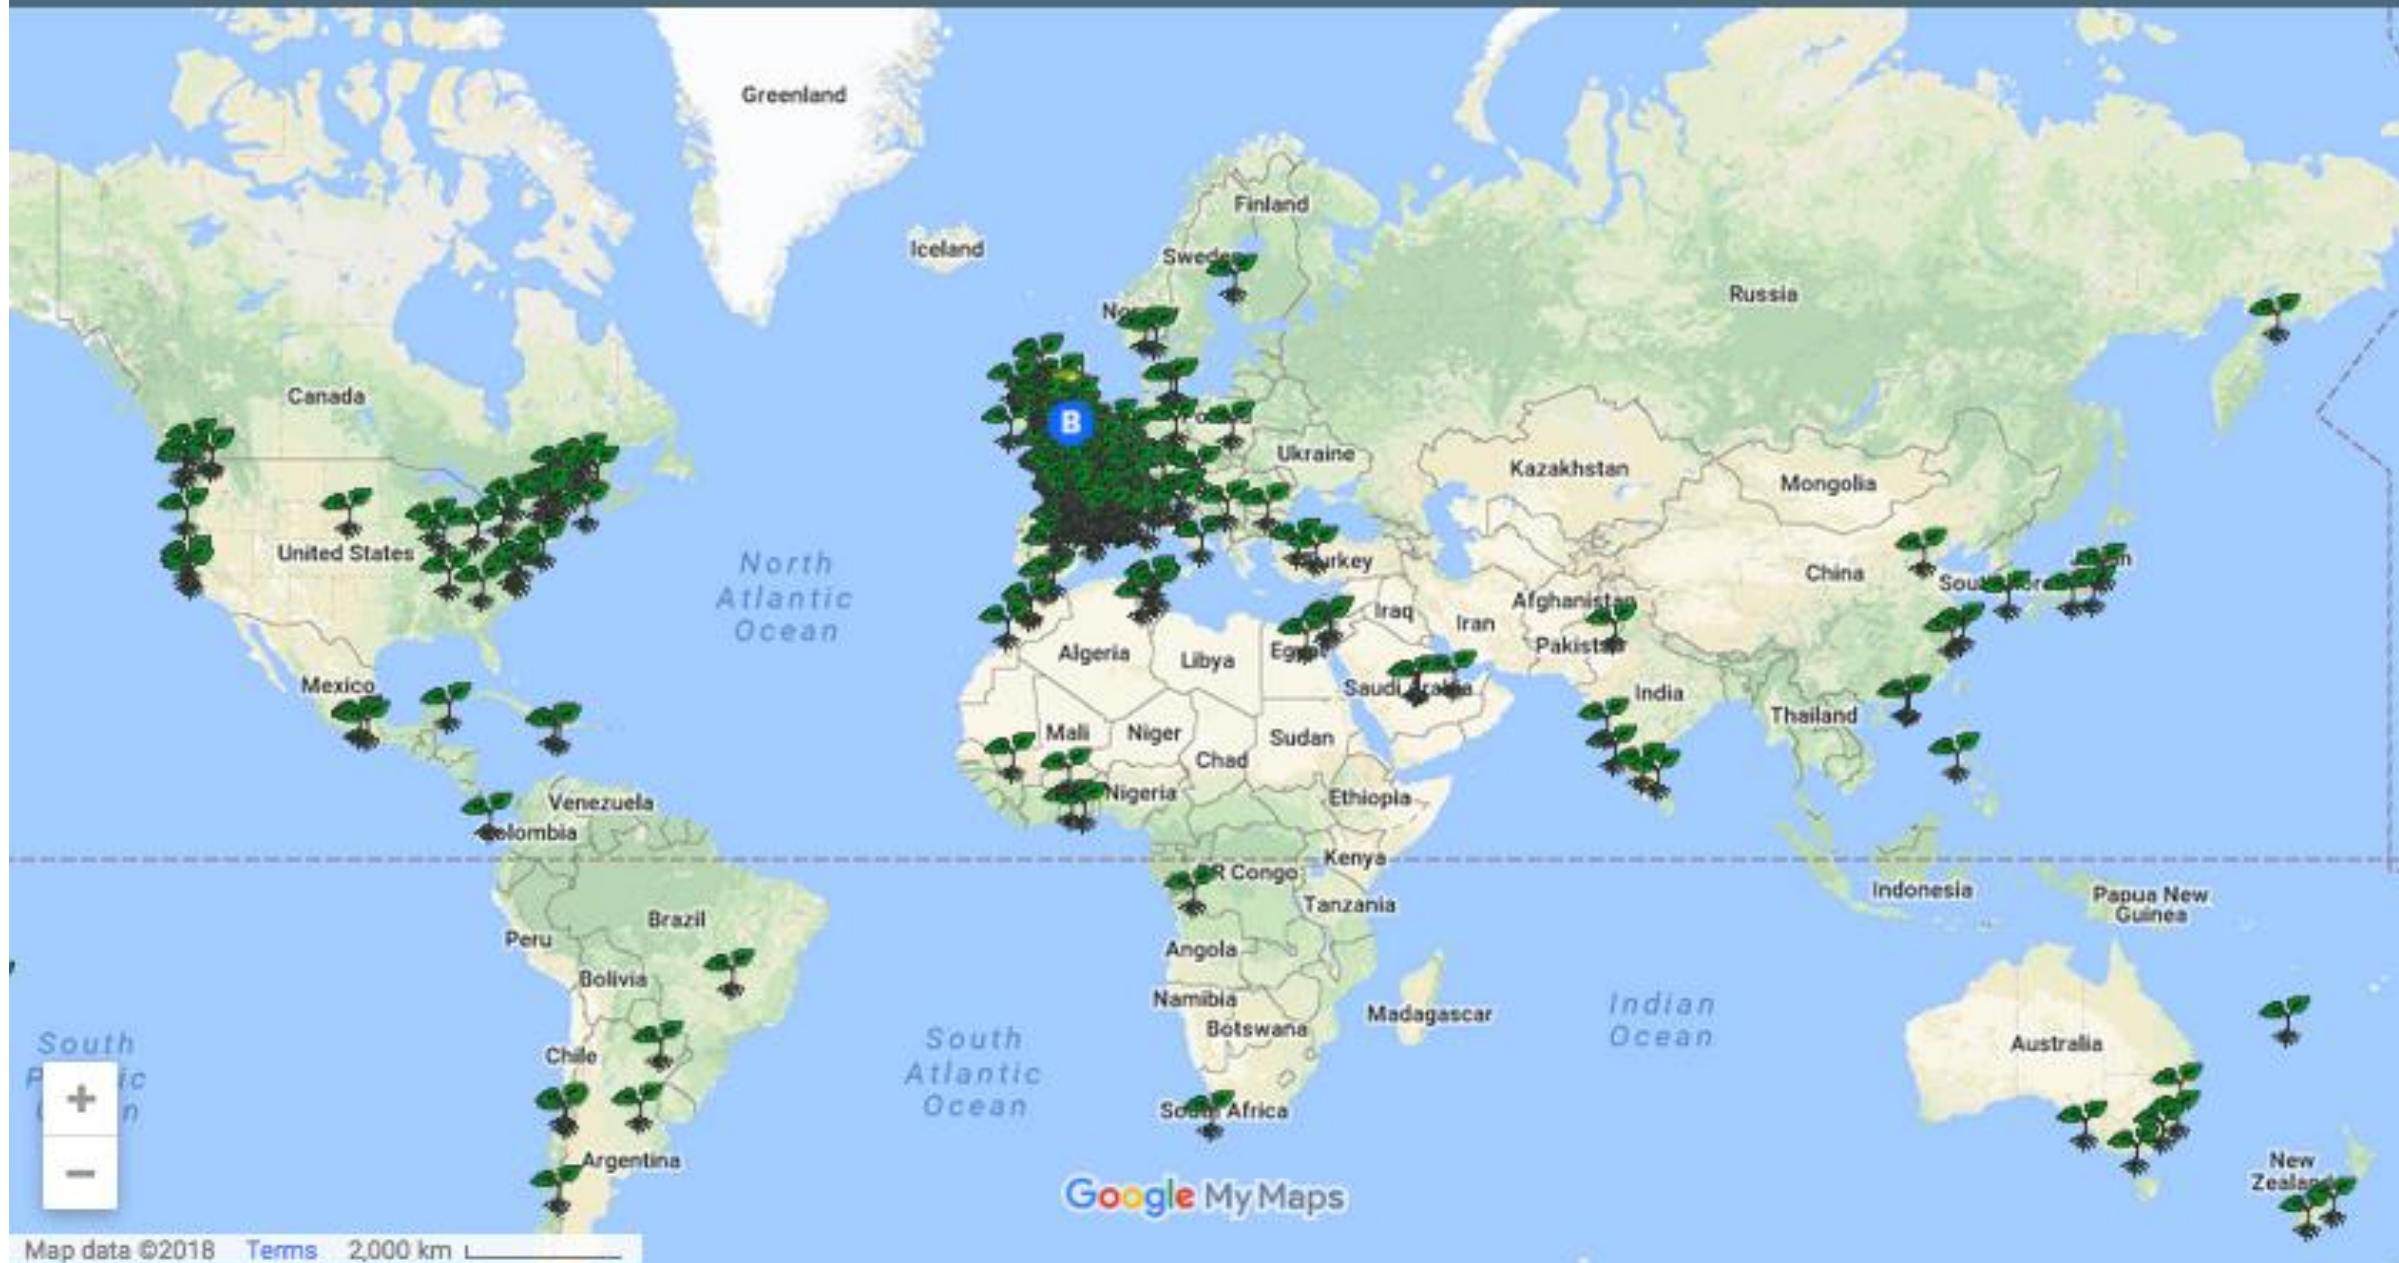 Greenland
Finland
Iceland
Russia
Canada
Ukraine
Kazakhstan
Mongolia
United States
North
Atlantic
Ocean
China
Afghanistan
Iraq
Iran
Algeria
Libya
Mexico
India
Thailand
Mali
Niger
Sudan
Chad
Venezuela
Nigeria
Ethiopia
Kenya
Indonesia
Papua New
Guinea
Brazil
Tanzania
Peru
Angola
Bolivia
Namibia
Madagascar
Indian
Ocean
Botswana
South
Chile
South
Atlantic
Ocean
Australia
Argentina
New
B
+
−
Google My Maps
Map data ©2018 Terms 2,000 km